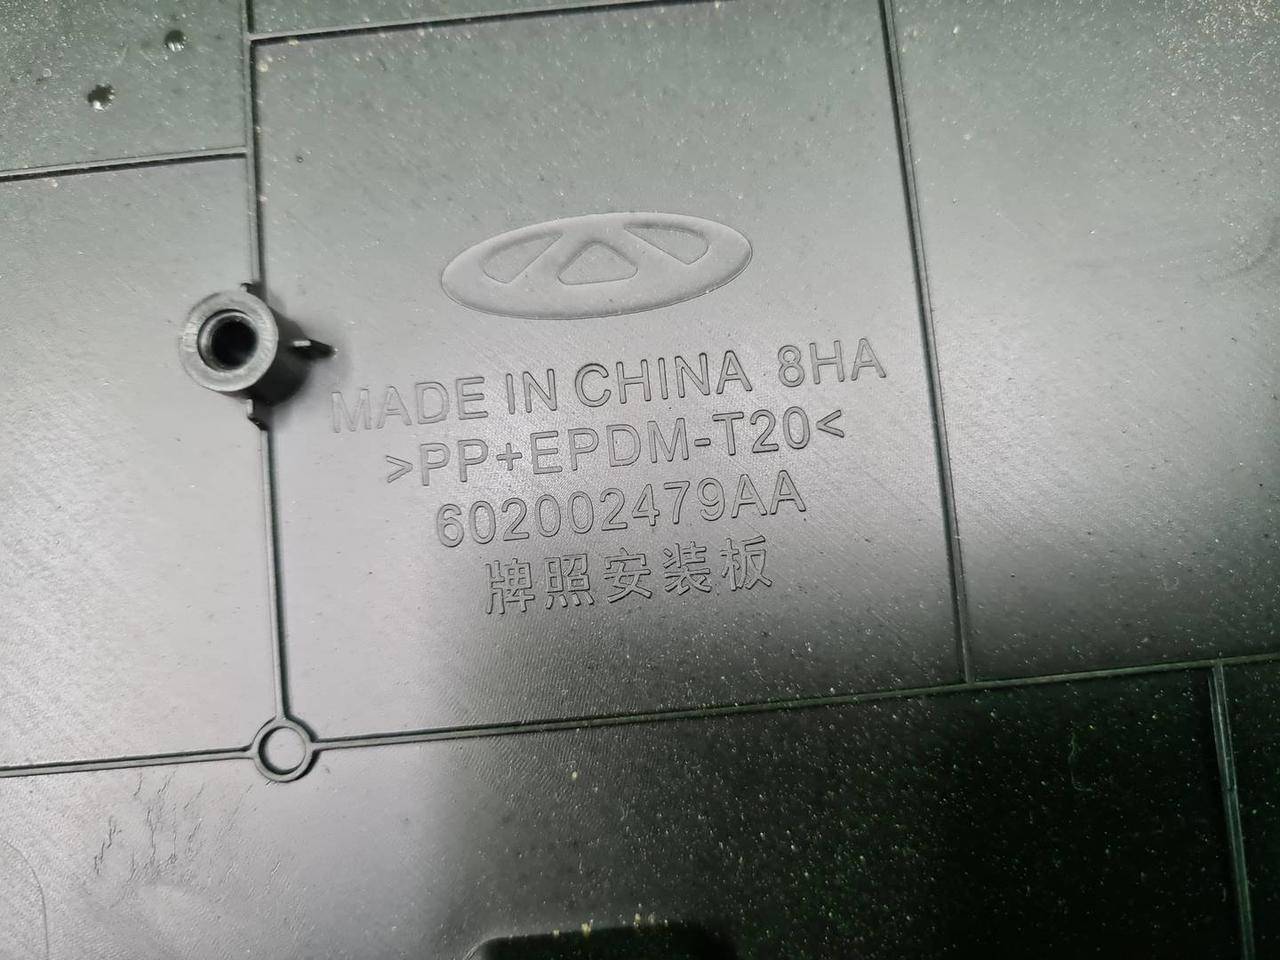 MADE IN CHINA 8HA
>PP+EPDM-T20<
602002479AA
牌照安装板